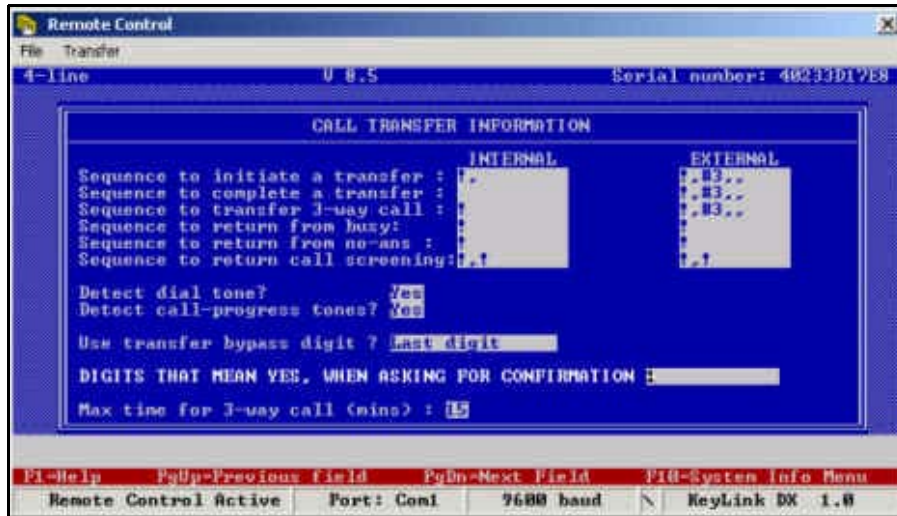 Remote Control
File Transfer
4-line V 8.5 Serial number: 40233D17E8
CALL TRANSFER INFORMATION
INTERNAL EXTERNAL
Sequence to initiate a transfer : !, !,#3,,
Sequence to complete a transfer : !,#3,,
Sequence to transfer 3-way call : ! !,#3,,
Sequence to return from busy: ! !
Sequence to return from no-ans : ! !
Sequence to return call screening: !,! !,!
Detect dial tone? Yes
Detect call-progress tones? Yes
Use transfer bypass digit ? Last digit
DIGITS THAT MEAN YES, WHEN ASKING FOR CONFIRMATION :
Max time for 3-way call (mins) : 15
F1-Help PgUp-Previous field PgDn-Next Field F10-System Info Menu
Remote Control Active Port: Com1 9600 baud \ KeyLink DX 1.0